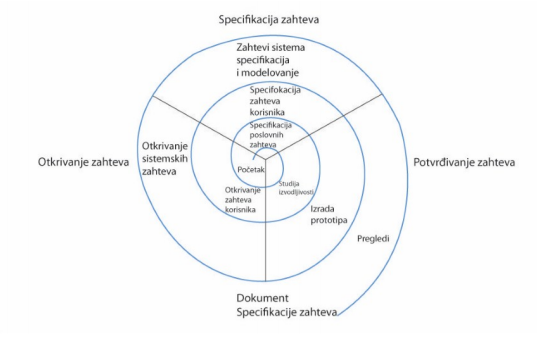 Specifikacija zahteva
Zahtevi sistema
specifikacija
i modelovanje
Specifokacija
zahteva
korisnika
Specifikacija
poslovnih
zahteva
Otkrivanje zahteva
Otkrivanje
sistemskih
zahteva
Početak
Studija
izvodljivosti
Otkrivanje
zahteva
korisnika
Izrada
prototipa
Potvrđivanje zahteva
Pregledi
Dokument
Specifikacije zahteva